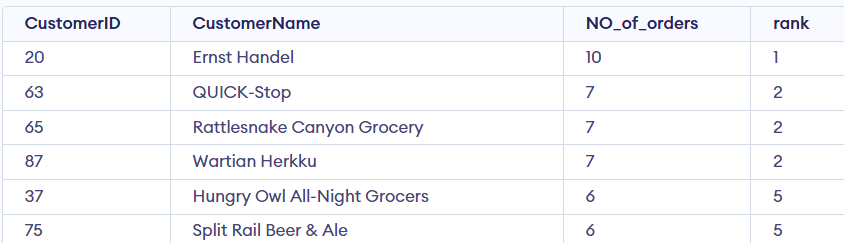 CustomerID CustomerName NO_of_orders rank
20 Ernst Handel 10 1
63 QUICK-Stop 7 2
65 Rattlesnake Canyon Grocery 7 2
87 Wartian Herkku 7 2
37 Hungry Owl All-Night Grocers 6 5
75 Split Rail Beer & Ale 6 5